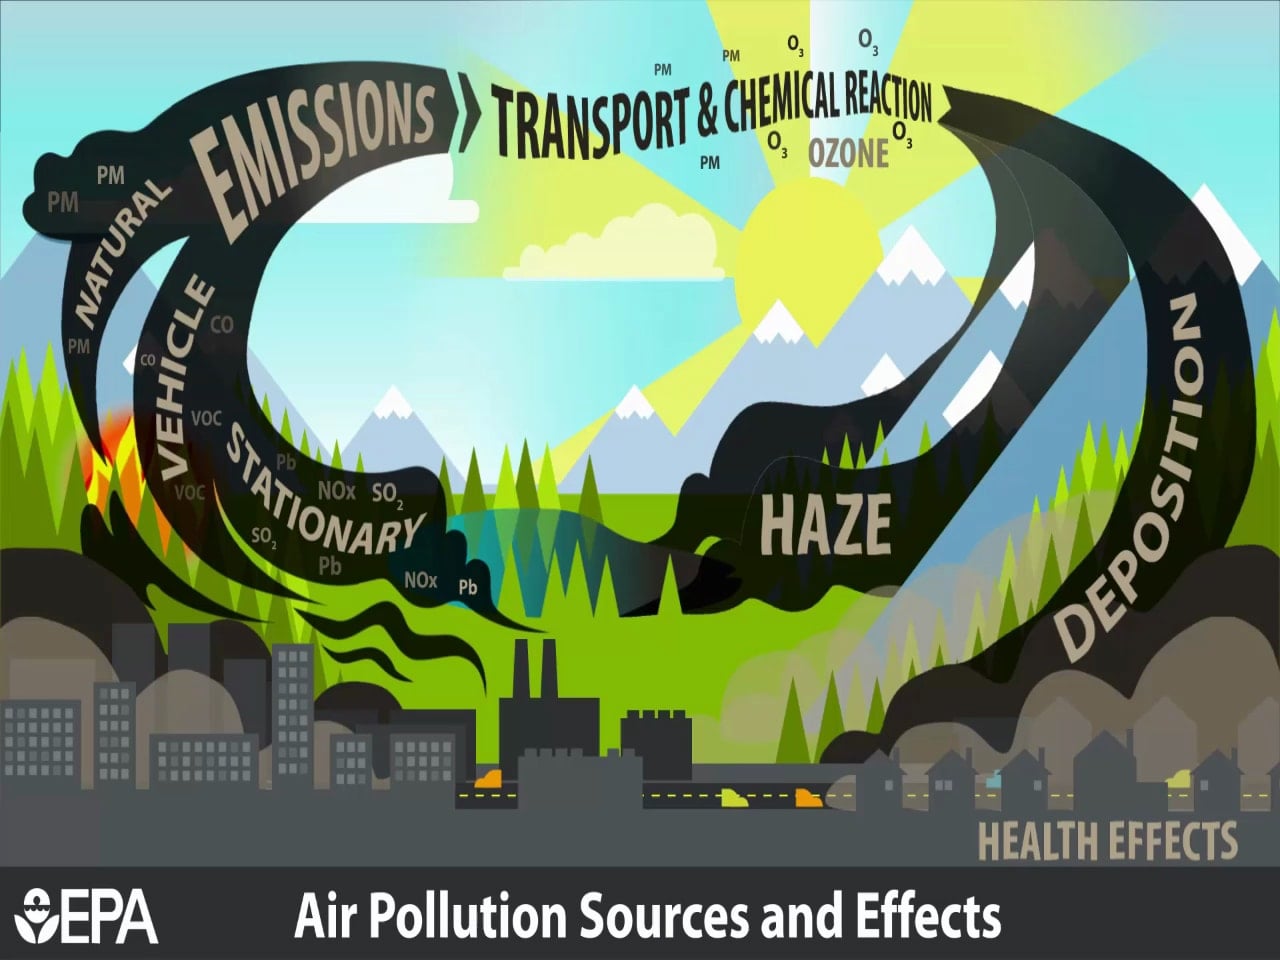 EMISSIONS
TRANSPORT & CHEMICAL REACTION
PM
PM
O3
O3
PM
O3
OZONE
O3
PM
PM
NATURAL
PM
VEHICLE
CO
CO
VOC
VOC
STATIONARY
Pb
NOx
SO2
SO2
Pb
NOx
Pb
HAZE
DEPOSITION
HEALTH EFFECTS
EPA
Air Pollution Sources and Effects